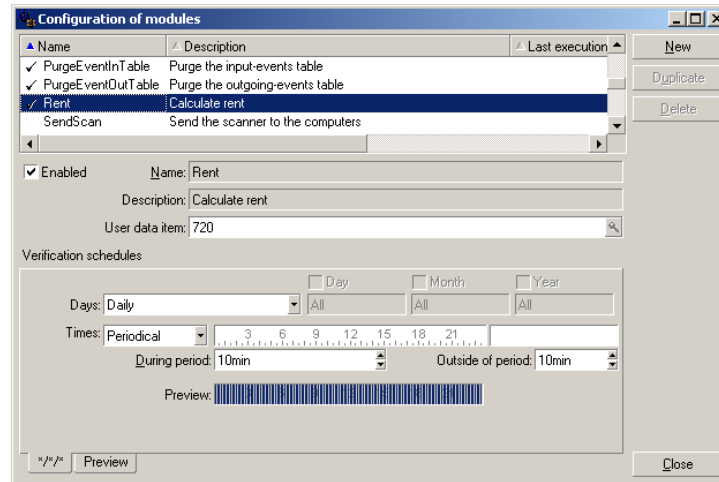 Configuration of modules
Name Description Last execution New
PurgeEventInTable Purge the input-events table
PurgeEventOutTable Purge the outgoing-events table Duplicate
Rent Calculate rent Delete
SendScan Send the scanner to the computers
Enabled Name: Rent
Description: Calculate rent
User data item: 720
Verification schedules
Day Month Year
Days: Daily All All All
Times: Periodical 3 6 9 12 15 18 21
During period: 10min Outside of period: 10min
Preview:
*/*/* Preview Close